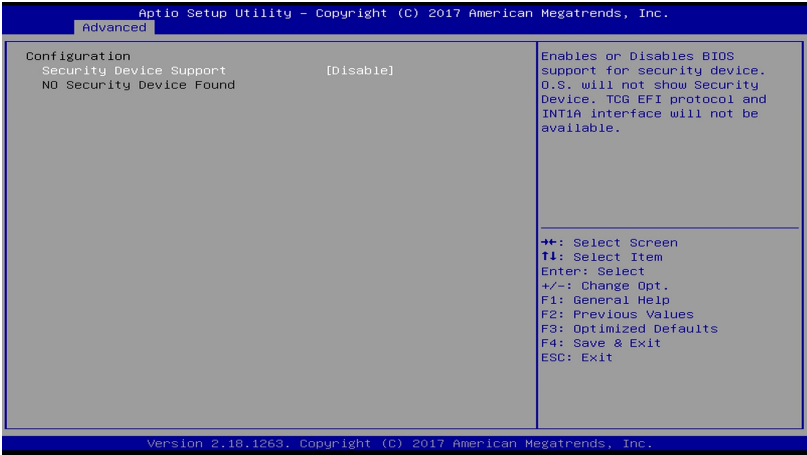 Aptio Setup Utility – Copyright (C) 2017 American Megatrends, Inc.
Advanced
Configuration
Security Device Support [Disable]
NO Security Device Found
Enables or Disables BIOS
support for security device.
O.S. will not show Security
Device. TCG EFI protocol and
INT1A interface will not be
available.
→←: Select Screen
↑↓: Select Item
Enter: Select
+/-: Change Opt.
F1: General Help
F2: Previous Values
F3: Optimized Defaults
F4: Save & Exit
ESC: Exit
Version 2.18.1263. Copyright (C) 2017 American Megatrends, Inc.